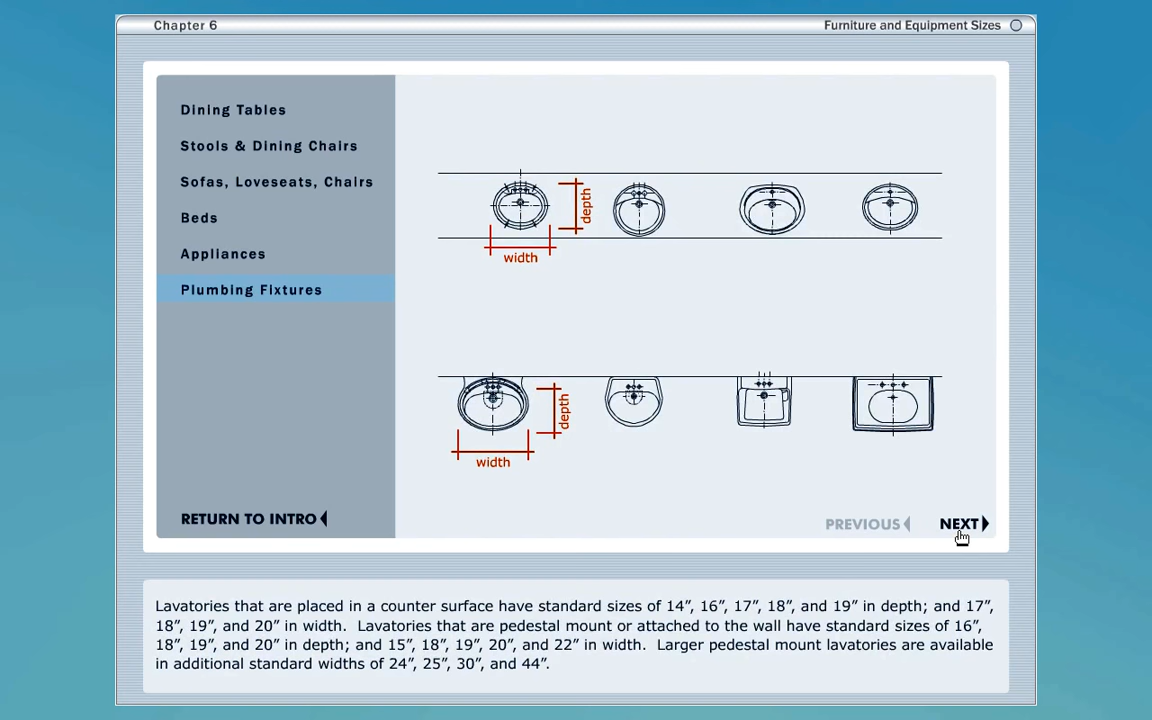 Chapter 6
Furniture and Equipment Sizes
Dining Tables
Stools & Dining Chairs
Sofas, Loveseats, Chairs
Beds
Appliances
Plumbing Fixtures
RETURN TO INTRO
depth
width
depth
width
PREVIOUS
NEXT
Lavatories that are placed in a counter surface have standard sizes of 14”, 16”, 17”, 18”, and 19” in depth; and 17”,
18”, 19”, and 20” in width.  Lavatories that are pedestal mount or attached to the wall have standard sizes of 16”,
18”, 19”, and 20” in depth; and 15”, 18”, 19”, 20”, and 22” in width.  Larger pedestal mount lavatories are available
in additional standard widths of 24”, 25”, 30”, and 44”.